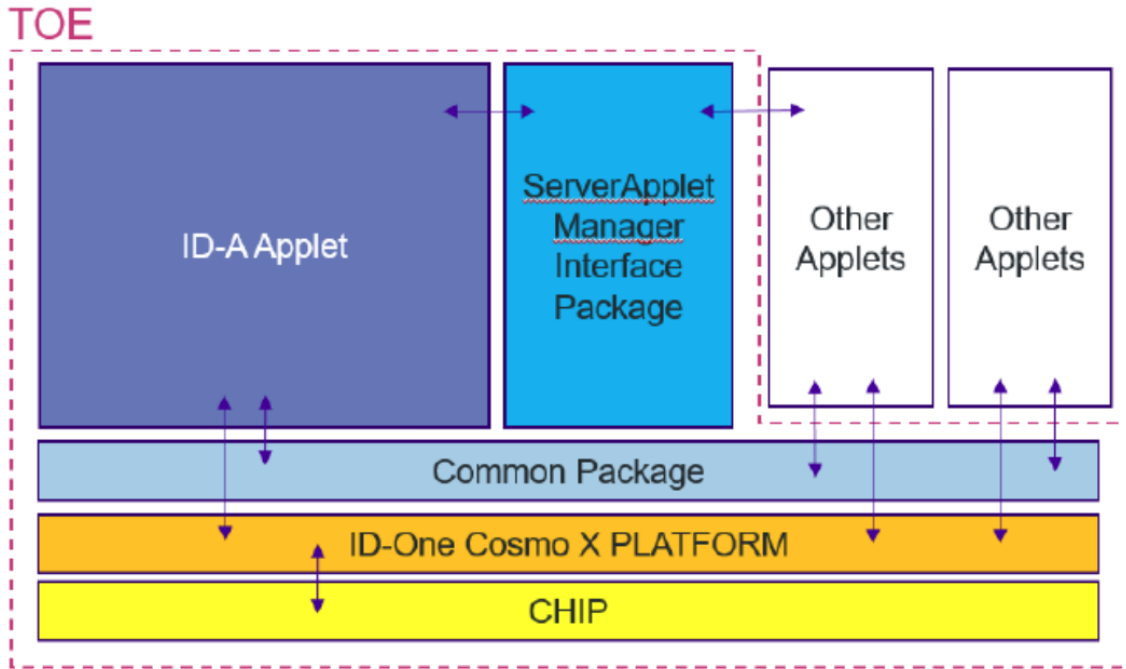 TOE
ID-A Applet
ServerApplet
Manager
Interface
Package
Other
Applets
Other
Applets
Common Package
ID-One Cosmo X PLATFORM
CHIP